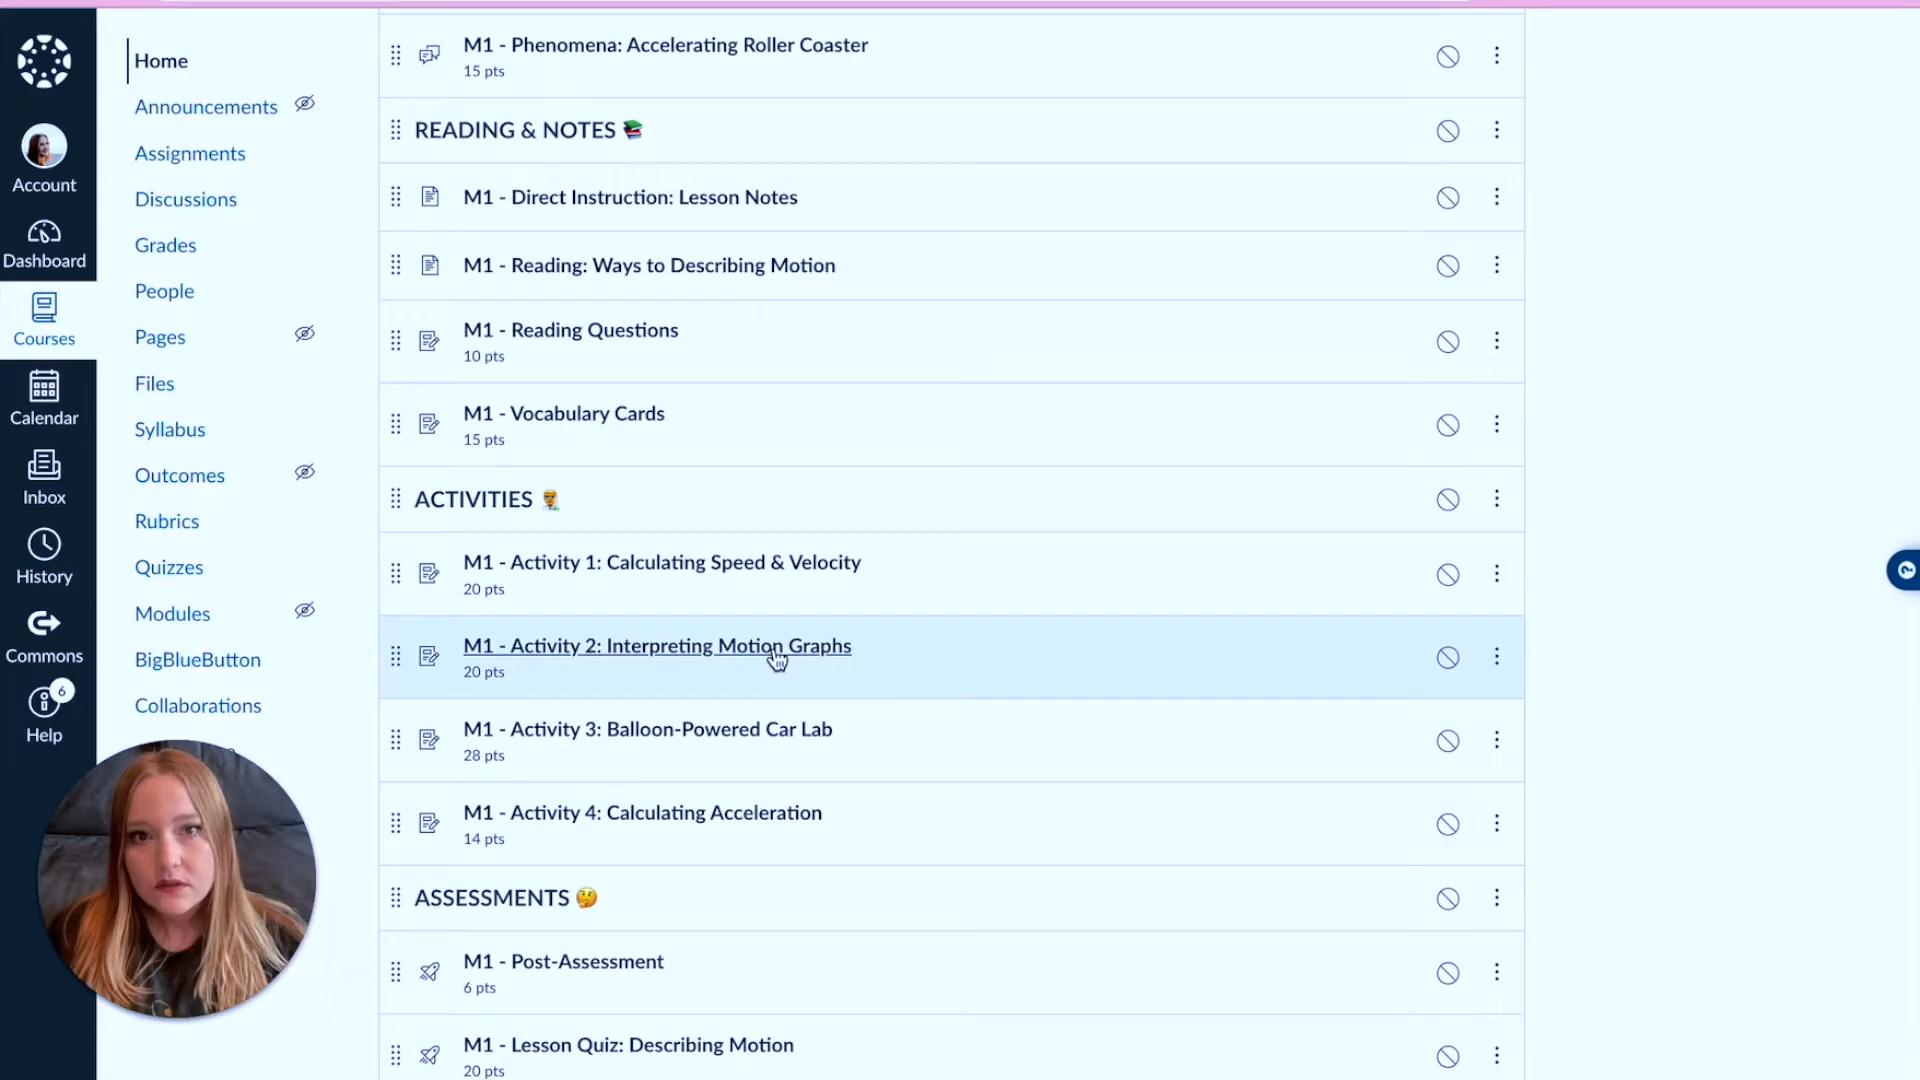 Account
Dashboard
Courses
Calendar
Inbox
History
Commons
6
Help
Home
Announcements
Assignments
Discussions
Grades
People
Pages
Files
Syllabus
Outcomes
Rubrics
Quizzes
Modules
BigBlueButton
Collaborations
M1 - Phenomena: Accelerating Roller Coaster
15 pts
READING & NOTES 📚
M1 - Direct Instruction: Lesson Notes
M1 - Reading: Ways to Describing Motion
M1 - Reading Questions
10 pts
M1 - Vocabulary Cards
15 pts
ACTIVITIES 👨‍🔬
M1 - Activity 1: Calculating Speed & Velocity
20 pts
M1 - Activity 2: Interpreting Motion Graphs
20 pts
M1 - Activity 3: Balloon-Powered Car Lab
28 pts
M1 - Activity 4: Calculating Acceleration
14 pts
ASSESSMENTS 🤔
M1 - Post-Assessment
6 pts
M1 - Lesson Quiz: Describing Motion
20 pts